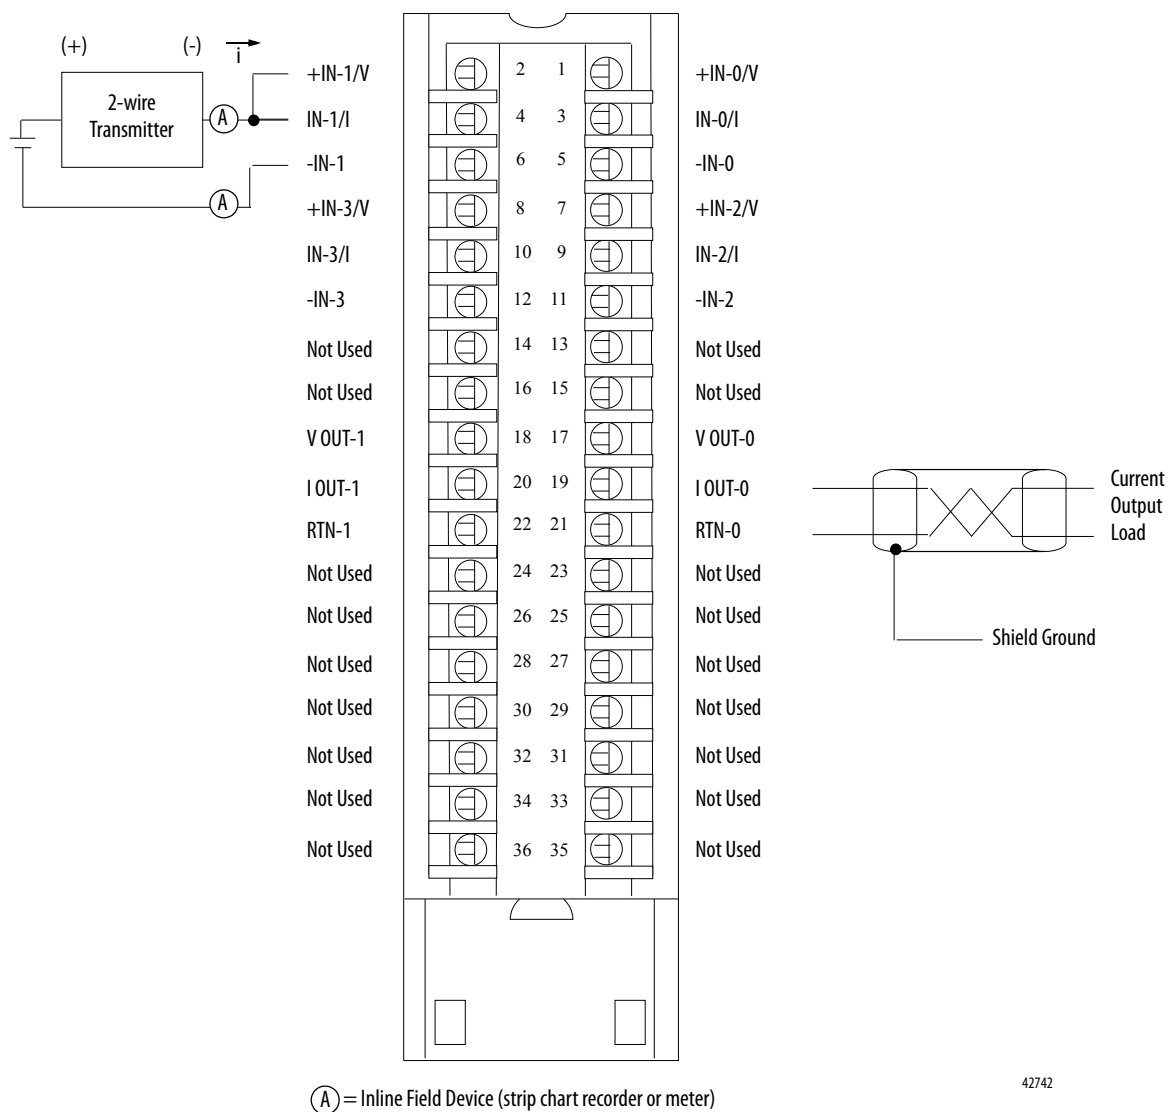 (+) (-) i
2-wire
Transmitter
A
A
+IN-1/V 2 1 +IN-0/V
IN-1/I 4 3 IN-0/I
-IN-1 6 5 -IN-0
+IN-3/V 8 7 +IN-2/V
IN-3/I 10 9 IN-2/I
-IN-3 12 11 -IN-2
Not Used 14 13 Not Used
Not Used 16 15 Not Used
V OUT-1 18 17 V OUT-0
I OUT-1 20 19 I OUT-0
RTN-1 22 21 RTN-0
Not Used 24 23 Not Used
Not Used 26 25 Not Used
Not Used 28 27 Not Used
Not Used 30 29 Not Used
Not Used 32 31 Not Used
Not Used 34 33 Not Used
Not Used 36 35 Not Used
Current
Output
Load
Shield Ground
A = Inline Field Device (strip chart recorder or meter)
42742